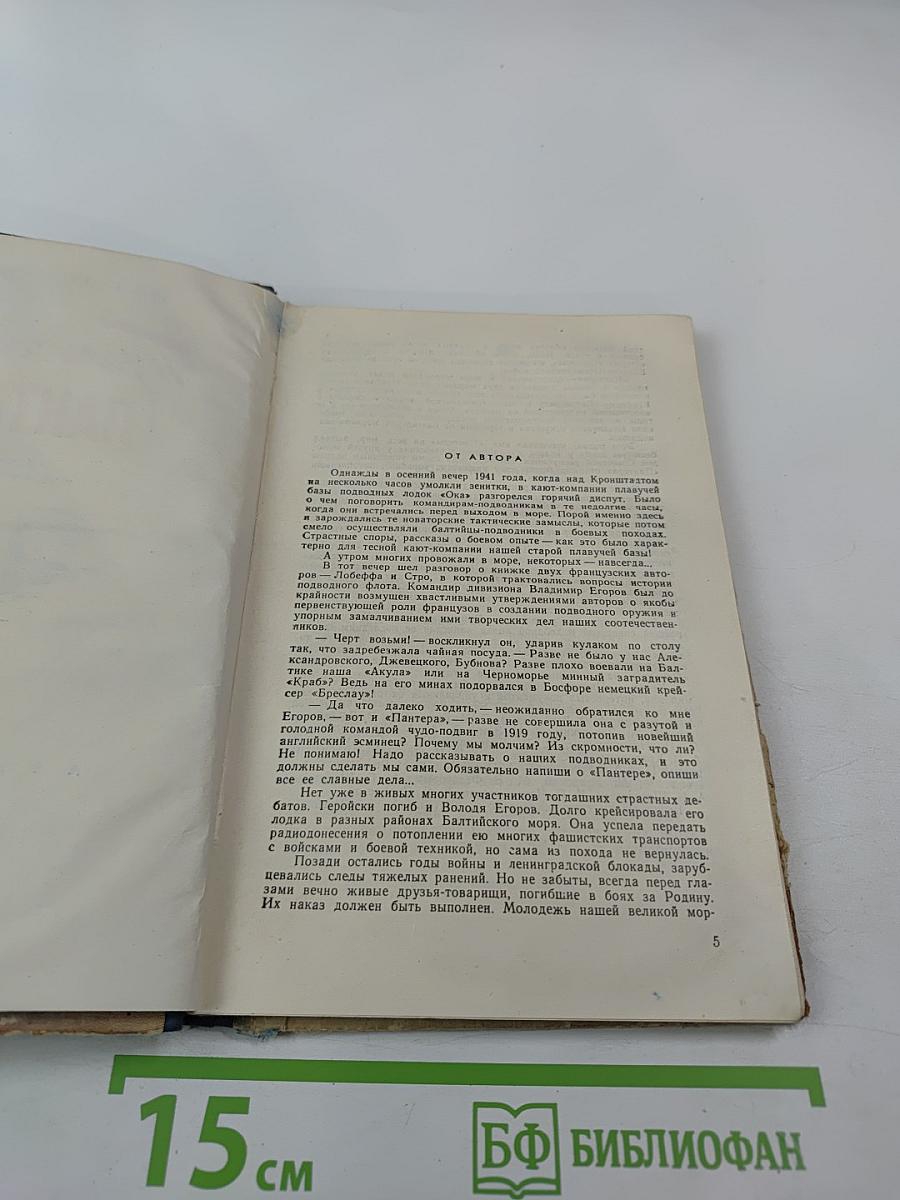 ОТ АВТОРА
Однажды в осенний вечер 1941 года, когда над Кронштадтом
на несколько часов умолкли зенитки, в кают-компании плавучей
базы подводных лодок «Ока» разгорелся горячий диспут. Было
о чем поговорить командирам-подводникам в те недолгие часы,
когда они встречались перед выходом в море. Порой именно здесь
и зарождались те новаторские тактические замыслы, которые потом
смело осуществляли балтийцы-подводники в боевых походах.
Страстные споры, рассказы о боевом опыте — как это было харак-
терно для тесной кают-компании нашей старой плавучей базы!
А утром многих провожали в море, некоторых — навсегда...
В тот вечер шел разговор о книжке двух французских авто-
ров — Лобеффа и Стро, в которой трактовались вопросы истории
подводного флота. Командир дивизиона Владимир Егоров был до
крайности возмущен хвастливыми утверждениями авторов о якобы
первенствующей роли французов в создании подводного оружия и
упорным замалчиванием ими творческих дел наших соотечествен-
ников.
— Черт возьми! — воскликнул он, ударив кулаком по столу
так, что задребезжала чайная посуда. — Разве не было у нас Але-
ксандровского, Джевецкого, Бубнова? Разве плохо воевали на Бал-
тике наша «Акула» или на Черноморье минный заградитель
«Краб»? Ведь на его минах подорвался в Босфоре немецкий крей-
сер «Бреслау»!
— Да что далеко ходить, — неожиданно обратился ко мне
Егоров, — вот и «Пантера», — разве не совершила она с разутой и
голодной командой чудо-подвиг в 1919 году, потопив новейший
английский эсминец? Почему мы молчим? Из скромности, что ли?
Не понимаю! Надо рассказывать о наших подводниках, и это
должны сделать мы сами. Обязательно напиши о «Пантере», опиши
все ее славные дела...
Нет уже в живых многих участников тогдашних страстных де-
батов. Геройски погиб и Володя Егоров. Долго крейсировала его
лодка в разных районах Балтийского моря. Она успела передать
радиодонесения о потоплении ею многих фашистских транспортов
с войсками и боевой техникой, но сама из похода не вернулась.
Позади остались годы войны и ленинградской блокады, заруб-
цевались следы тяжелых ранений. Но не забыты, всегда перед гла-
зами вечно живые друзья-товарищи, погибшие в боях за Родину.
Их наказ должен быть выполнен. Молодежь нашей великой мор-
5
15 см
БФ БИБЛИОФАН